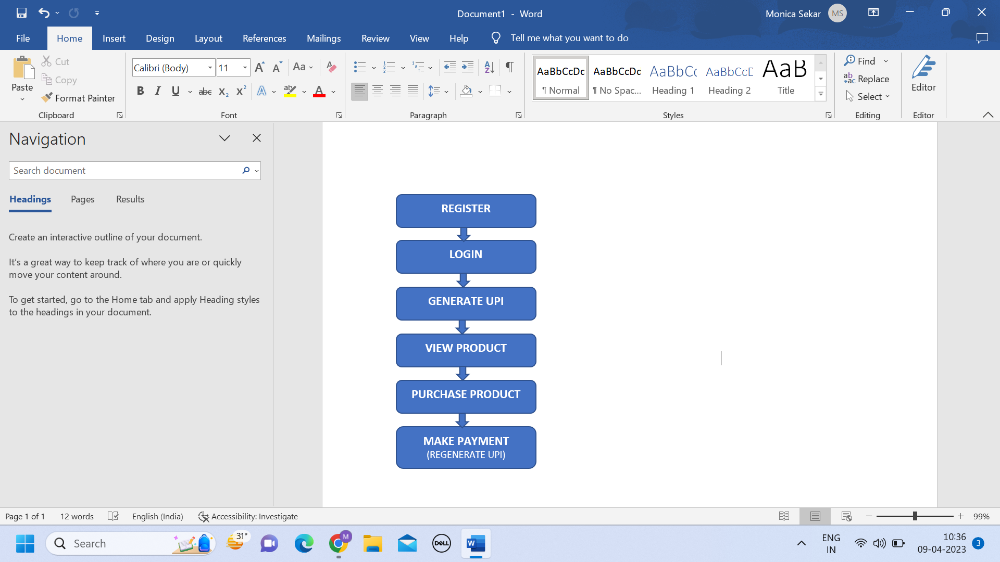 Document1 - Word
Monica Sekar MS
File Home Insert Design Layout References Mailings Review View Help Tell me what you want to do
Paste
Cut
Copy
Format Painter
Clipboard
Calibri (Body) 11
Font
Paragraph
AaBbCcDc AaBbCcDc AaBbCc AaBbCcD AaB
¶ Normal ¶ No Spac... Heading 1 Heading 2 Title
Styles
Find
Replace
Select
Editing
Editor
Editor
Navigation
Search document
Headings Pages Results
Create an interactive outline of your document.
It's a great way to keep track of where you are or quickly
move your content around.
To get started, go to the Home tab and apply Heading styles
to the headings in your document.
REGISTER
LOGIN
GENERATE UPI
VIEW PRODUCT
PURCHASE PRODUCT
MAKE PAYMENT
(REGENERATE UPI)
Page 1 of 1 12 words English (India) Accessibility: Investigate 99%
Search
31°
M
DELL
W
ENG
IN
10:36
09-04-2023
3